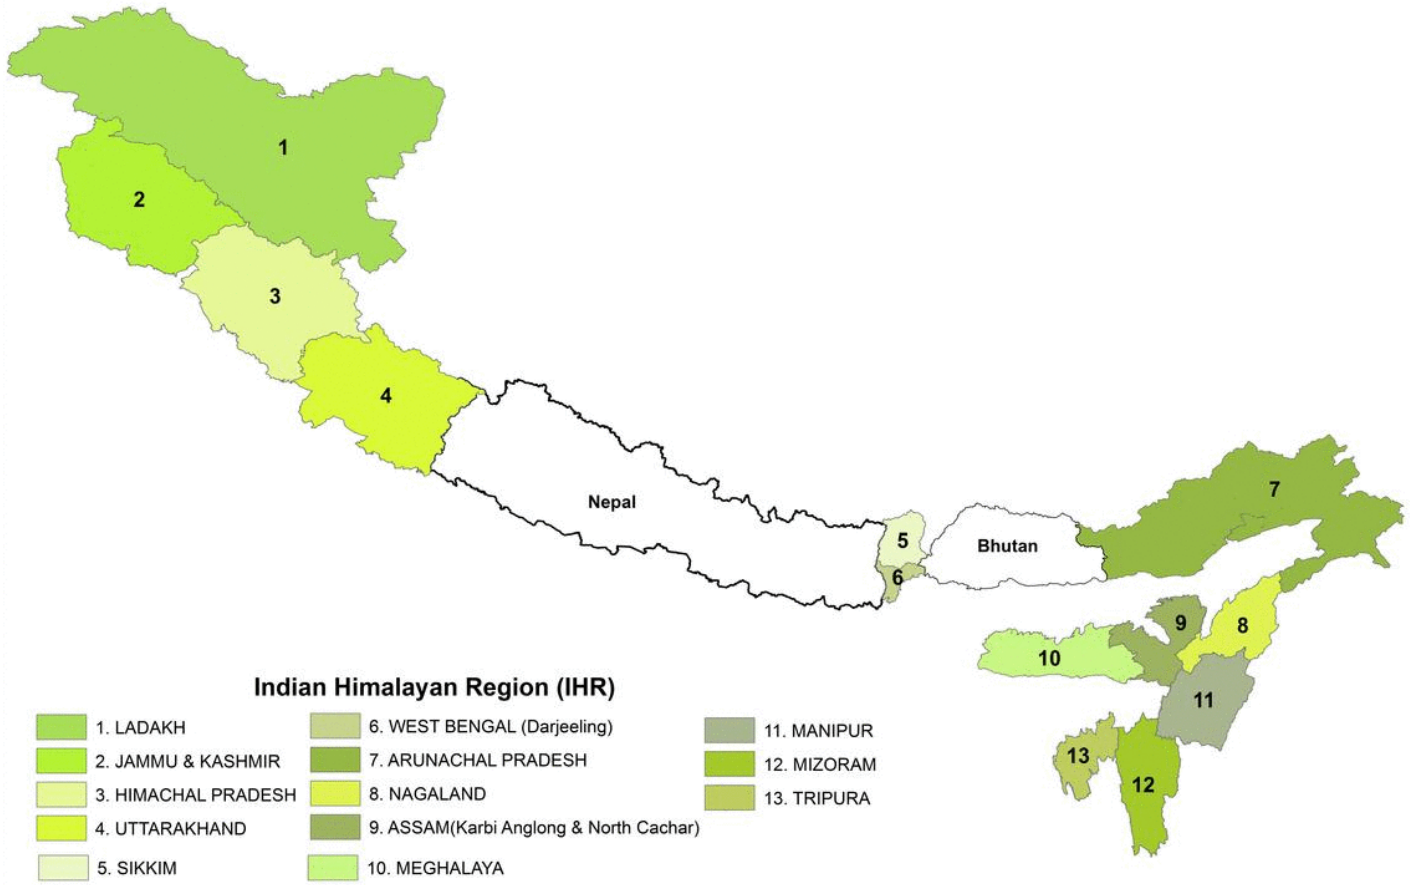 1
2
3
4
Nepal
5
6
Bhutan
7
8
9
10
11
12
13
Indian Himalayan Region (IHR)
1. LADAKH
2. JAMMU & KASHMIR
3. HIMACHAL PRADESH
4. UTTARAKHAND
5. SIKKIM
6. WEST BENGAL (Darjeeling)
7. ARUNACHAL PRADESH
8. NAGALAND
9. ASSAM(Karbi Anglong & North Cachar)
10. MEGHALAYA
11. MANIPUR
12. MIZORAM
13. TRIPURA